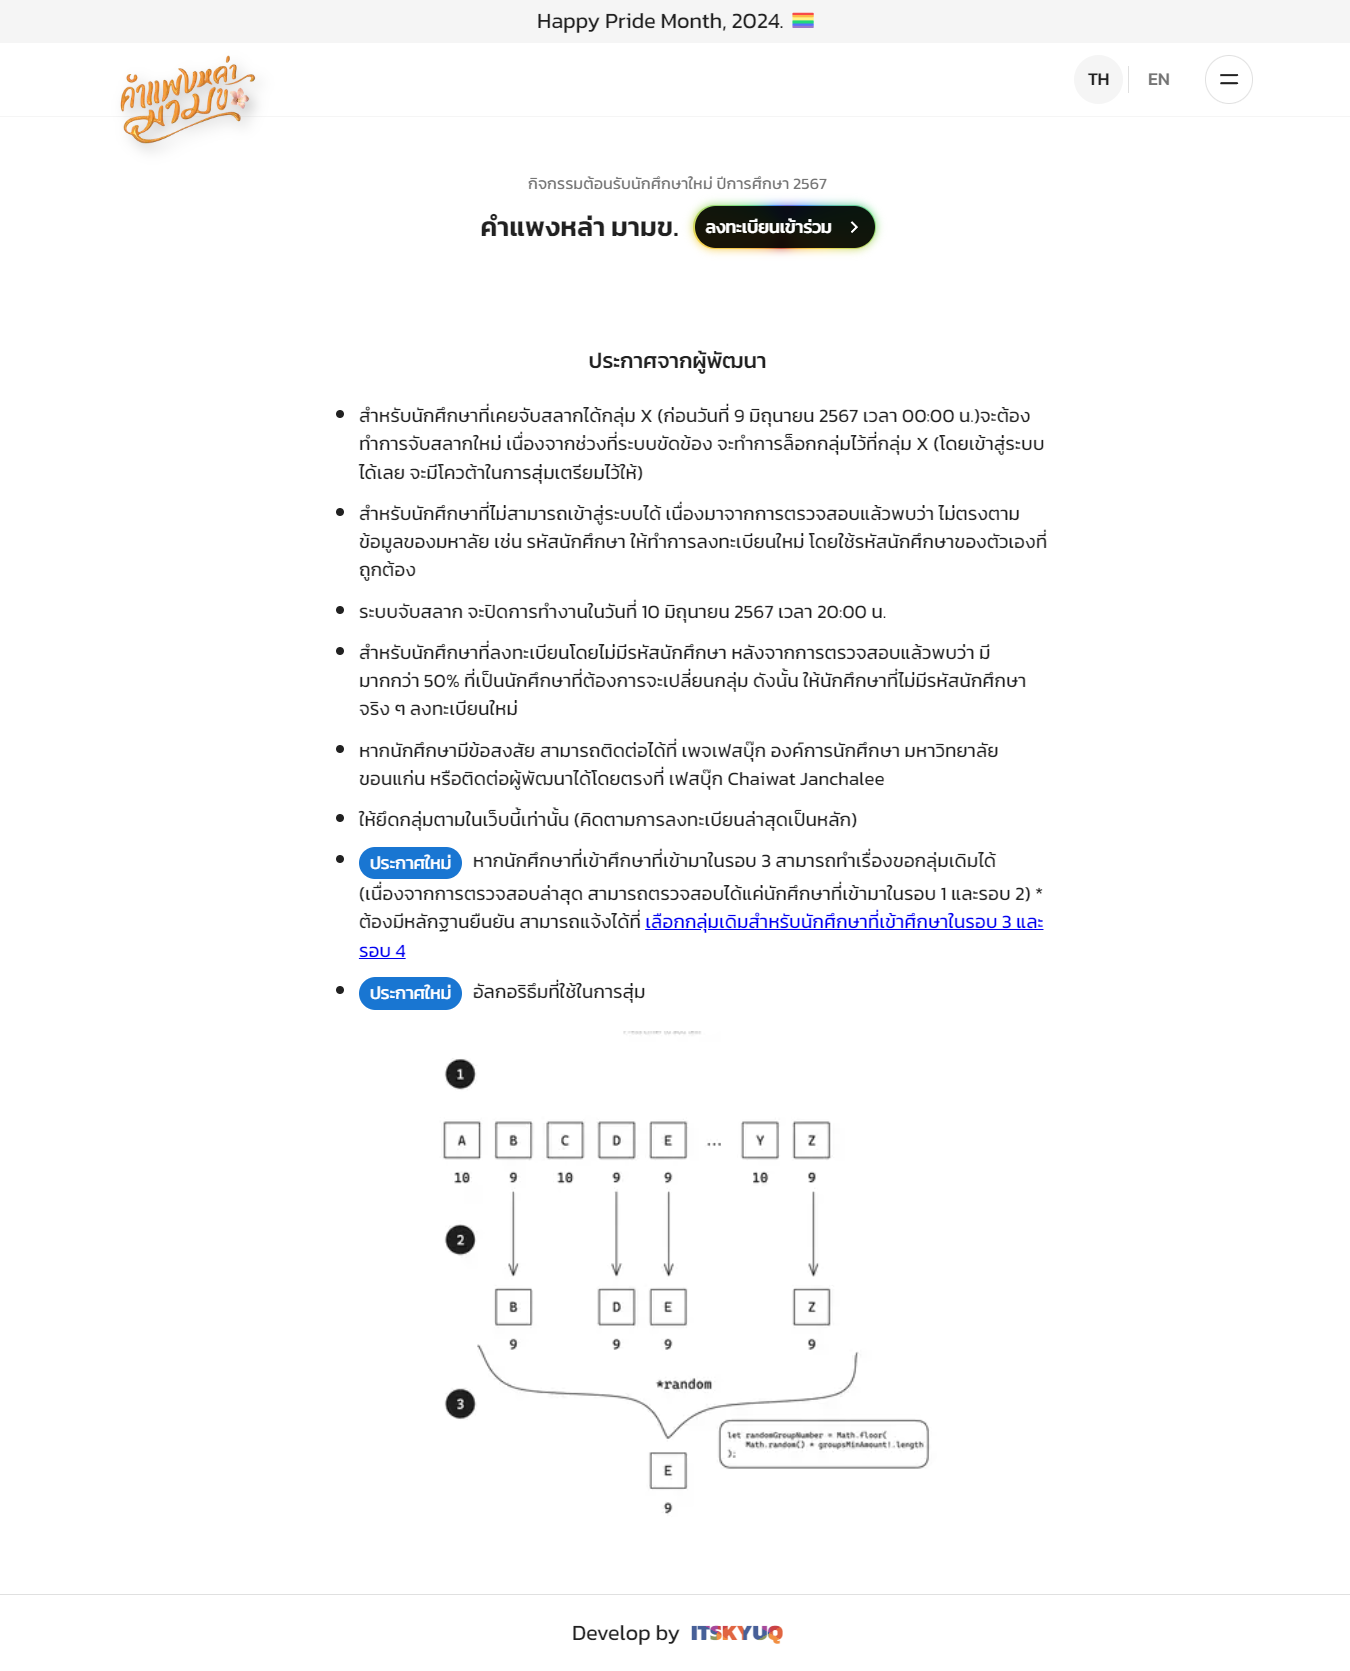 Happy Pride Month, 2024. 🏳️‍🌈
คำแพงหล่า
มามข
TH
EN
กิจกรรมต้อนรับนักศึกษาใหม่ ปีการศึกษา 2567
คำแพงหล่า มามข.
ลงทะเบียนเข้าร่วม
ประกาศจากผู้พัฒนา
สำหรับนักศึกษาที่เคยจับสลากได้กลุ่ม X (ก่อนวันที่ 9 มิถุนายน 2567 เวลา 00:00 น.)จะต้อง
ทำการจับสลากใหม่ เนื่องจากช่วงที่ระบบขัดข้อง จะทำการล็อกกลุ่มไว้ที่กลุ่ม X (โดยเข้าสู่ระบบ
ได้เลย จะมีโควต้าในการสุ่มเตรียมไว้ให้)
สำหรับนักศึกษาที่ไม่สามารถเข้าสู่ระบบได้ เนื่องมาจากการตรวจสอบแล้วพบว่า ไม่ตรงตาม
ข้อมูลของมหาลัย เช่น รหัสนักศึกษา ให้ทำการลงทะเบียนใหม่ โดยใช้รหัสนักศึกษาของตัวเองที่
ถูกต้อง
ระบบจับสลาก จะปิดการทำงานในวันที่ 10 มิถุนายน 2567 เวลา 20:00 น.
สำหรับนักศึกษาที่ลงทะเบียนโดยไม่มีรหัสนักศึกษา หลังจากการตรวจสอบแล้วพบว่า มี
มากกว่า 50% ที่เป็นนักศึกษาที่ต้องการจะเปลี่ยนกลุ่ม ดังนั้น ให้นักศึกษาที่ไม่มีรหัสนักศึกษา
จริง ๆ ลงทะเบียนใหม่
หากนักศึกษามีข้อสงสัย สามารถติดต่อได้ที่ เพจเฟสบุ๊ก องค์การนักศึกษา มหาวิทยาลัย
ขอนแก่น หรือติดต่อผู้พัฒนาได้โดยตรงที่ เฟสบุ๊ก Chaiwat Janchalee
ให้ยึดกลุ่มตามในเว็บนี้เท่านั้น (คิดตามการลงทะเบียนล่าสุดเป็นหลัก)
ประกาศใหม่ หากนักศึกษาที่เข้าศึกษาที่เข้ามาในรอบ 3 สามารถทำเรื่องขอกลุ่มเดิมได้
(เนื่องจากการตรวจสอบล่าสุด สามารถตรวจสอบได้แค่นักศึกษาที่เข้ามาในรอบ 1 และรอบ 2) *
ต้องมีหลักฐานยืนยัน สามารถแจ้งได้ที่ เลือกกลุ่มเดิมสำหรับนักศึกษาที่เข้าศึกษาในรอบ 3 และ
รอบ 4
ประกาศใหม่ อัลกอริธึมที่ใช้ในการสุ่ม
1
A B C D E ... Y Z
10 9 10 9 9 10 9
2
B D E Z
9 9 9 9
*random
3
let randomGroupNumber = Math.floor(
Math.random() * groupsMinAmount!.length
);
E
9
Develop by ITSKYUQ